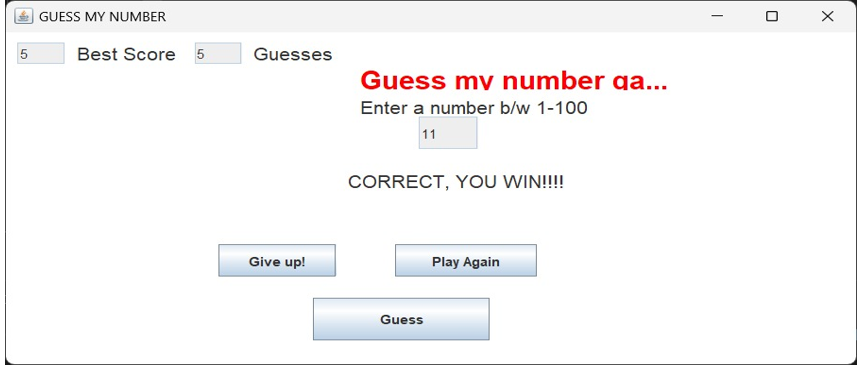 GUESS MY NUMBER
5 Best Score 5 Guesses
Guess my number ga...
Enter a number b/w 1-100
11
CORRECT, YOU WIN!!!!
Give up! Play Again
Guess